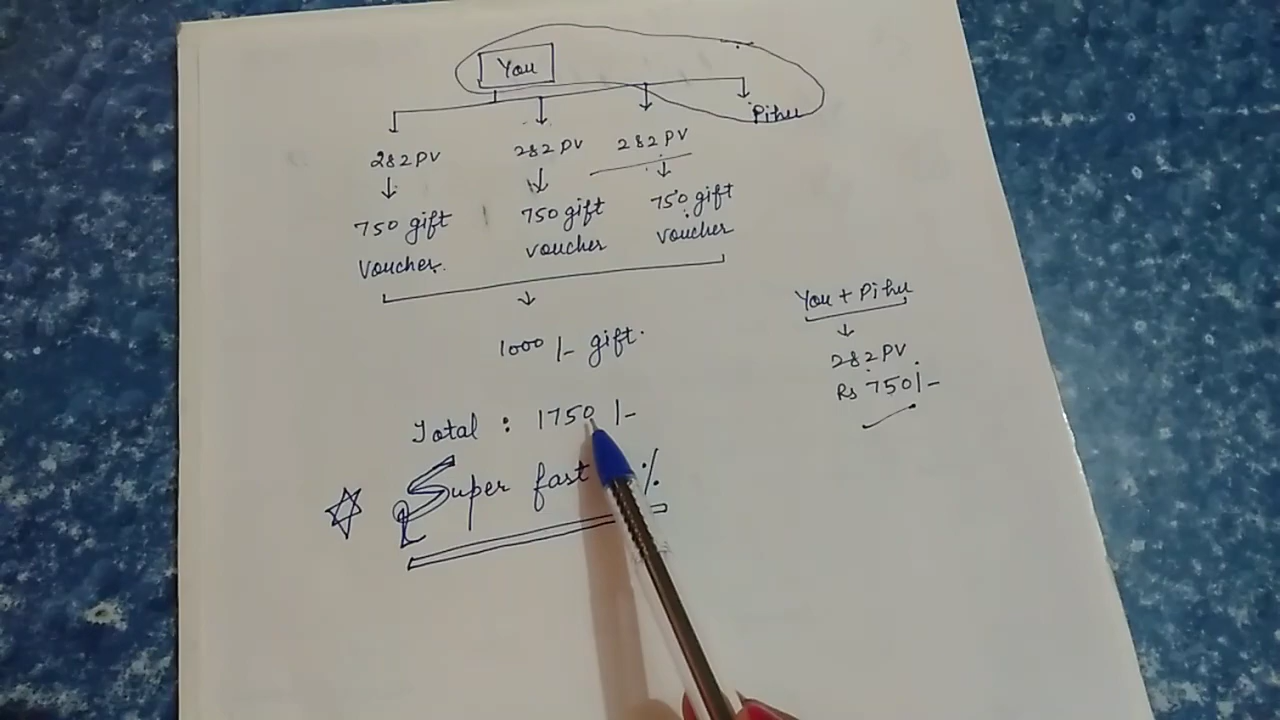 You
Pihu
282 PV 282 PV 282 PV
750 gift 750 gift 750 gift
Voucher. voucher voucher
1000 /- gift.
You + Pihu
282 PV
Rs 750/-
Total : 1750 /-
Super fast %